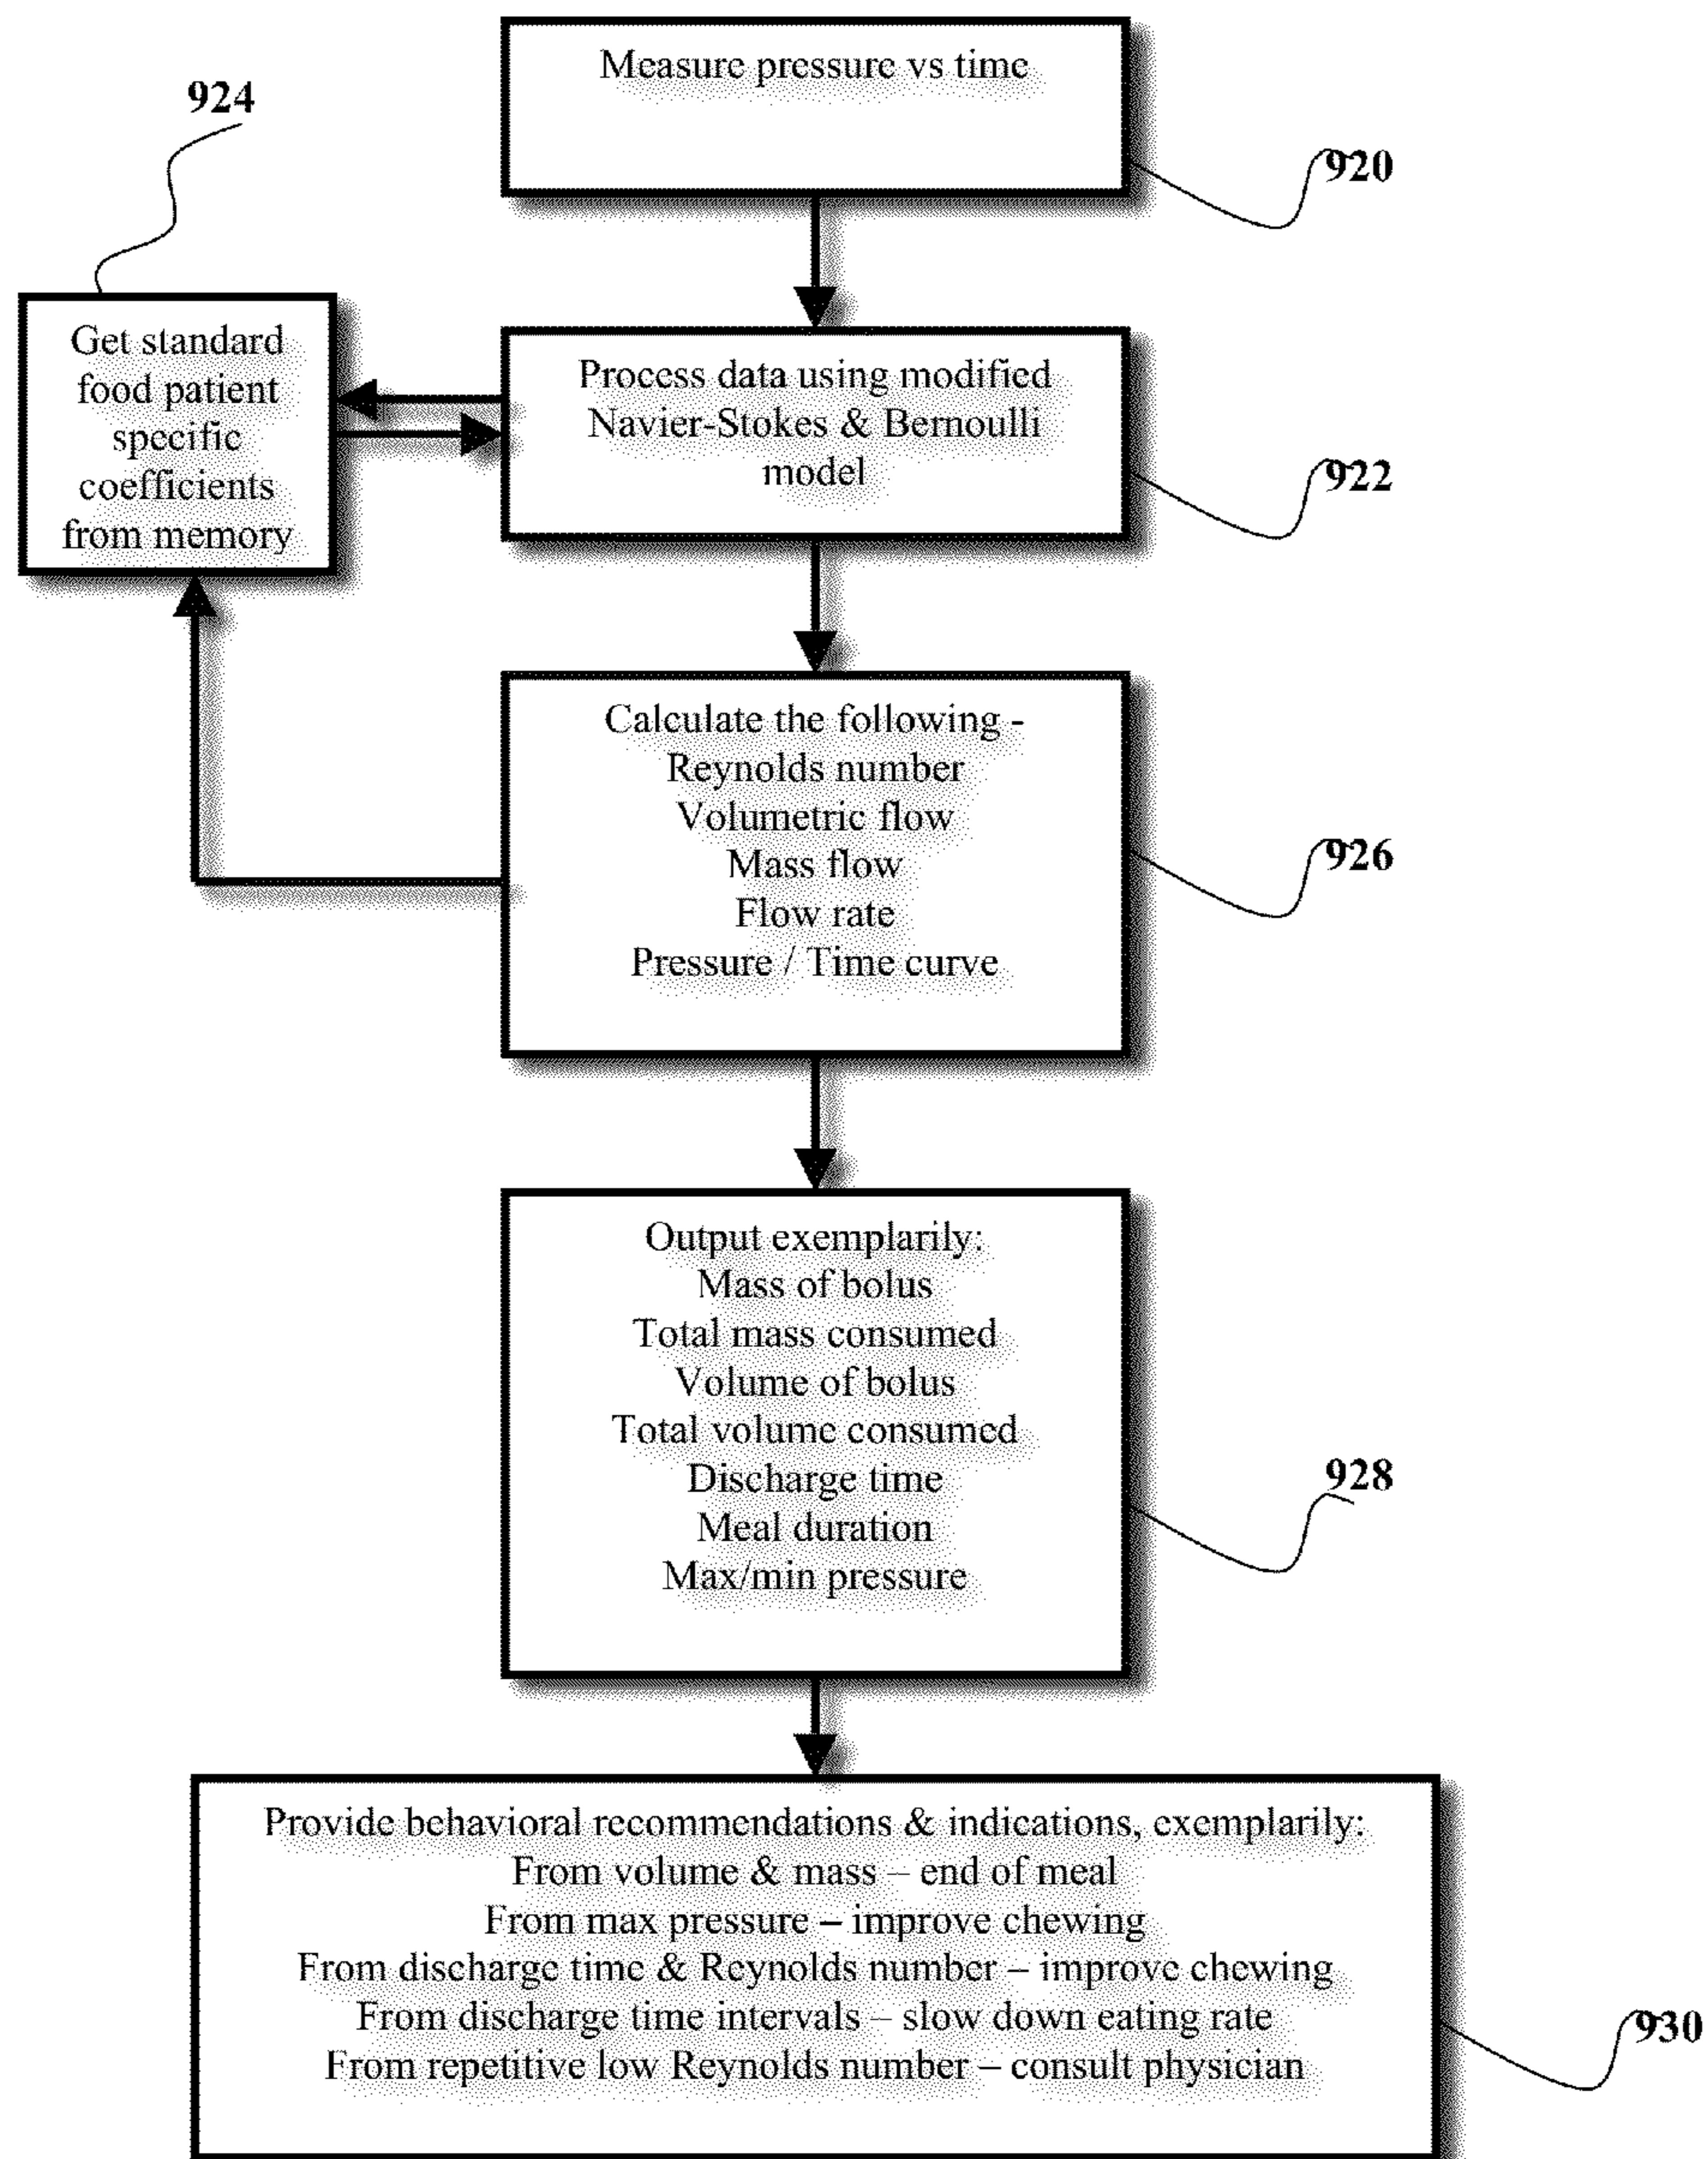 Measure pressure vs time
924
920
Get standard
food patient
specific
coefficients
from memory
Process data using modified
Navier-Stokes & Bernoulli
model
922
Calculate the following -
Reynolds number
Volumetric flow
Mass flow
Flow rate
Pressure / Time curve
926
Output exemplarily:
Mass of bolus
Total mass consumed
Volume of bolus
Total volume consumed
Discharge time
Meal duration
Max/min pressure
928
Provide behavioral recommendations & indications, exemplarily:
From volume & mass – end of meal
From max pressure – improve chewing
From discharge time & Reynolds number – improve chewing
From discharge time intervals – slow down eating rate
From repetitive low Reynolds number – consult physician
930